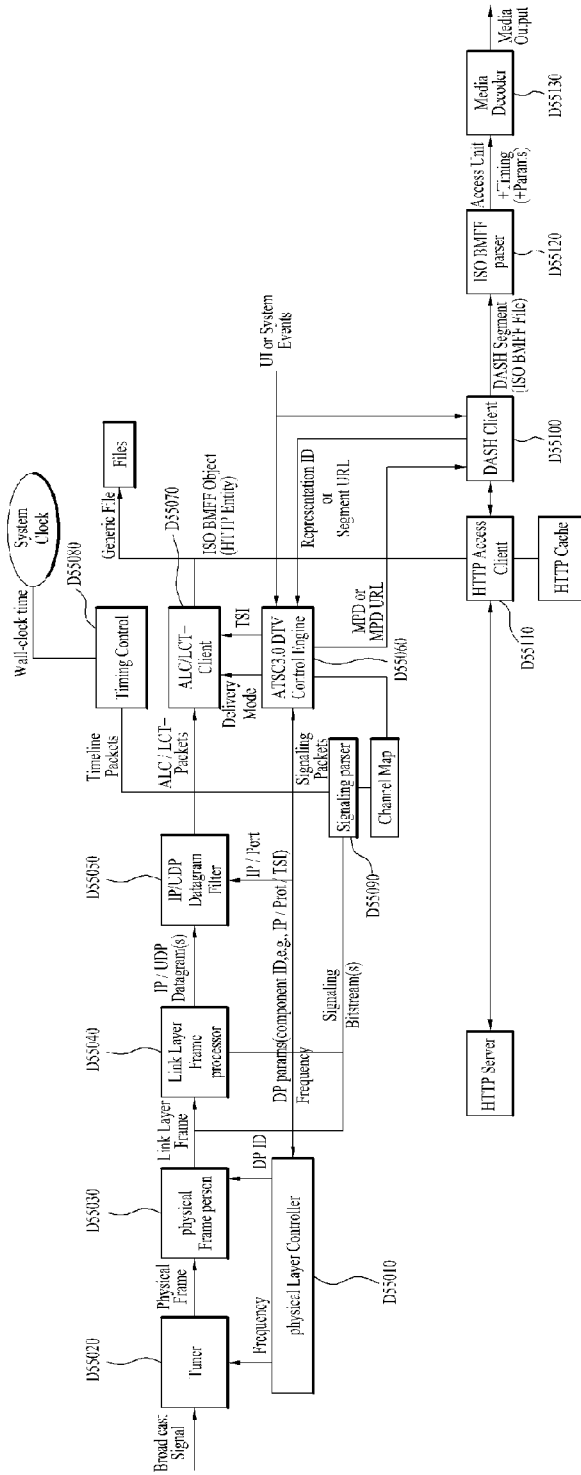 Broad cast
Signal
D55020
Tuner
Frequency
Physical
Frame
D55030
physical
Frame person
DP ID
physical Layer Controller
D55010
Link Layer
Frame
D55040
Link Layer
Frame
processor
DP params(component ID,e.g., IP / Prot / TSI)
Frequency
Signaling
Bitstream(s)
IP / UDP
Datagram(s)
D55050
IP/UDP
Datagram
Filter
IP / Port
ALC / LCT-
Packets
Timeline
Packets
Signaling
Packets
Signaling parser
D55090
Channel Map
Wall-clock time
System
Clock
D55080
Timing Control
Generic File
Files
D55070
ALC/LCT-
Client
ISO BMFF Object
(HTTP Entity)
Delivery
Mode
TSI
ATSC3.0 DTV
Control Engine
D55060
UI or System
Events
Representation ID
or
Segment URL
MPD or
MPD URL
HTTP Server
HTTP Access
Client
D55110
HTTP Cache
DASH Client
D55100
DASH Segment
(ISO BMFF File)
ISO BMFF
parser
D55120
Access Unit
+Timing
(+Params)
Media
Decoder
D55130
Media
Output